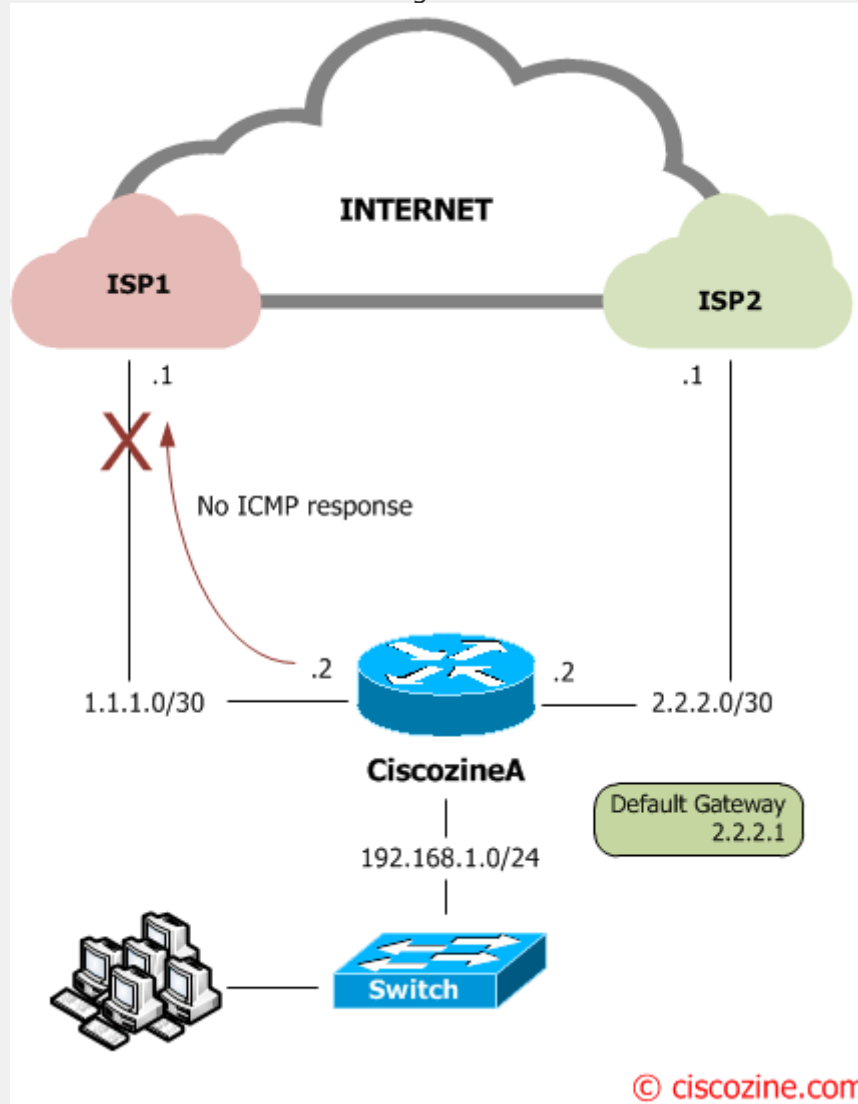 INTERNET
ISP1
ISP2
.1
.1
X
No ICMP response
.2
.2
1.1.1.0/30
2.2.2.0/30
CiscozineA
Default Gateway
2.2.2.1
192.168.1.0/24
Switch
© ciscozine.com